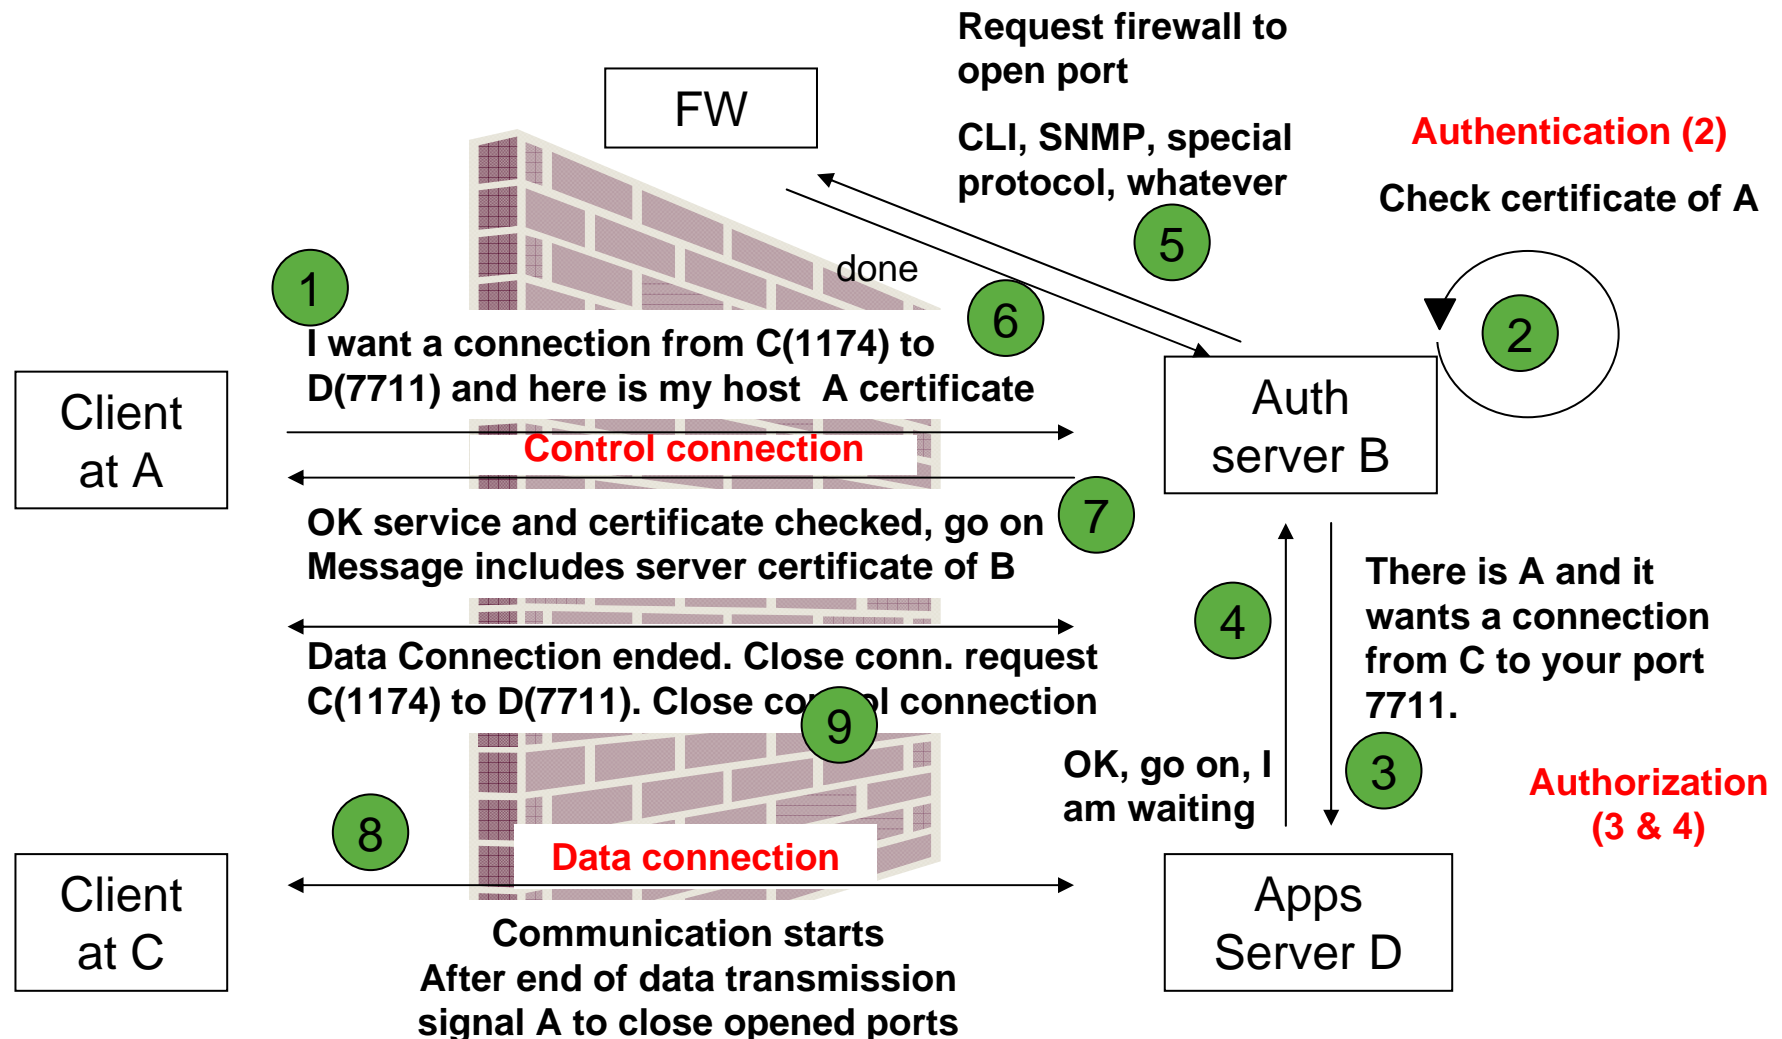 Request firewall to
open port
CLI, SNMP, special
protocol, whatever
FW
Authentication (2)
Check certificate of A
5
done
1
6
2
I want a connection from C(1174) to
D(7711) and here is my host A certificate
Client
at A
Auth
server B
Control connection
7
OK service and certificate checked, go on
Message includes server certificate of B
There is A and it
wants a connection
from C to your port
7711.
4
Data Connection ended. Close conn. request
C(1174) to D(7711). Close control connection
9
OK, go on, I
am waiting
3
Authorization
(3 & 4)
8
Data connection
Client
at C
Apps
Server D
Communication starts
After end of data transmission
signal A to close opened ports